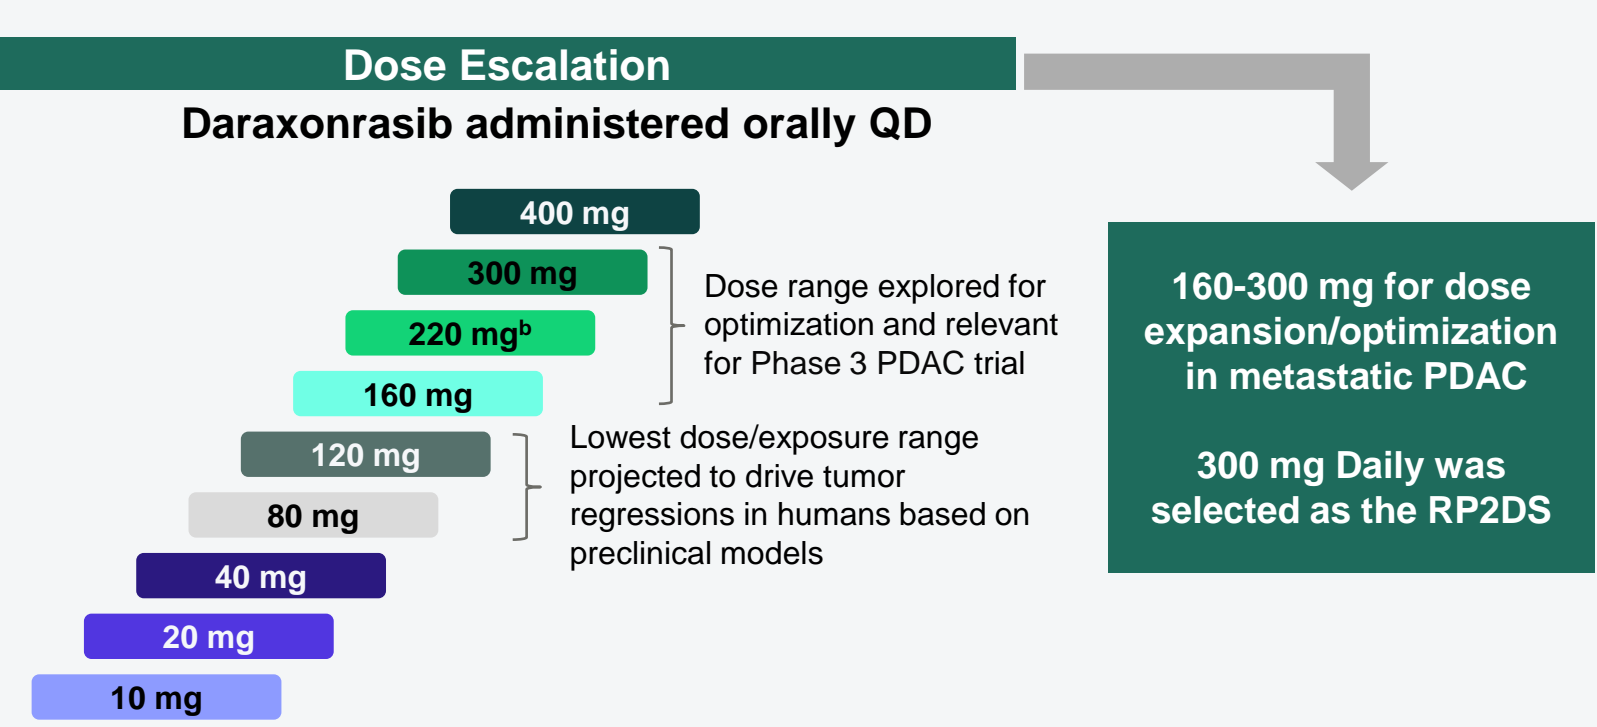 Dose Escalation
Daraxonrasib administered orally QD
400 mg
300 mg
220 mgᵇ
160 mg
120 mg
80 mg
40 mg
20 mg
10 mg
Dose range explored for
optimization and relevant
for Phase 3 PDAC trial
Lowest dose/exposure range
projected to drive tumor
regressions in humans based on
preclinical models
160-300 mg for dose
expansion/optimization
in metastatic PDAC
300 mg Daily was
selected as the RP2DS